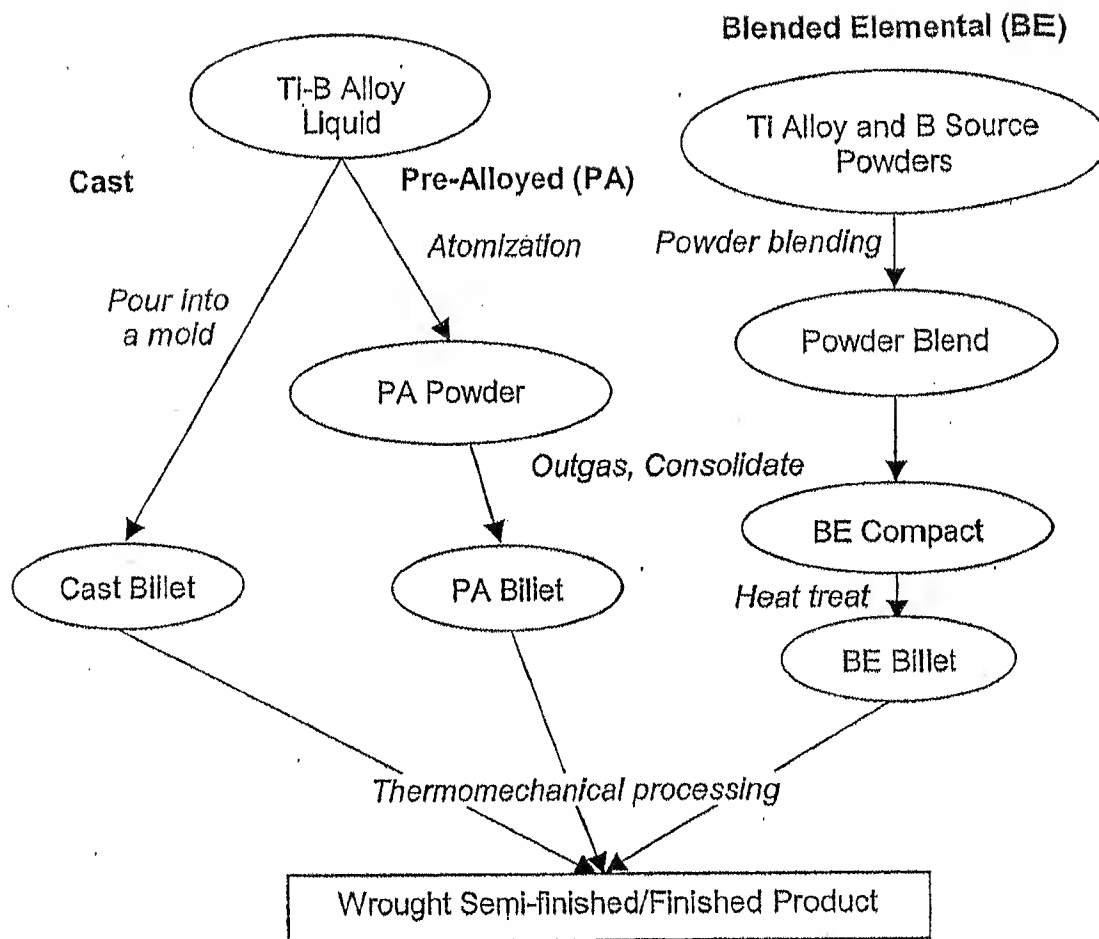 Blended Elemental (BE)
Ti-B Alloy
Liquid
Ti Alloy and B Source
Powders
Cast
Pre-Alloyed (PA)
Atomization
Powder blending
Pour into
a mold
Powder Blend
PA Powder
Outgas, Consolidate
BE Compact
Cast Billet
PA Billet
Heat treat
BE Billet
Thermomechanical processing
Wrought Semi-finished/Finished Product